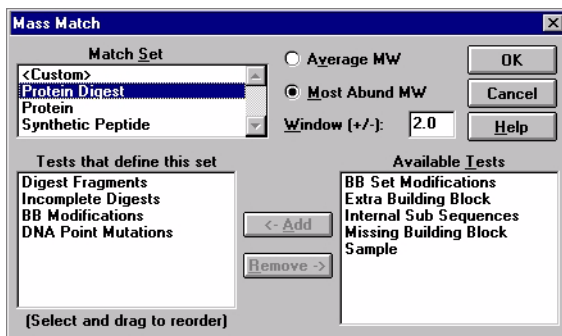 Mass Match
Match Set
<Custom>
Protein Digest
Protein
Synthetic Peptide
Average MW
Most Abund MW
Window (+/-): 2.0
OK
Cancel
Help
Tests that define this set
Digest Fragments
Incomplete Digests
BB Modifications
DNA Point Mutations
(Select and drag to reorder)
<- Add
Remove ->
Available Tests
BB Set Modifications
Extra Building Block
Internal Sub Sequences
Missing Building Block
Sample